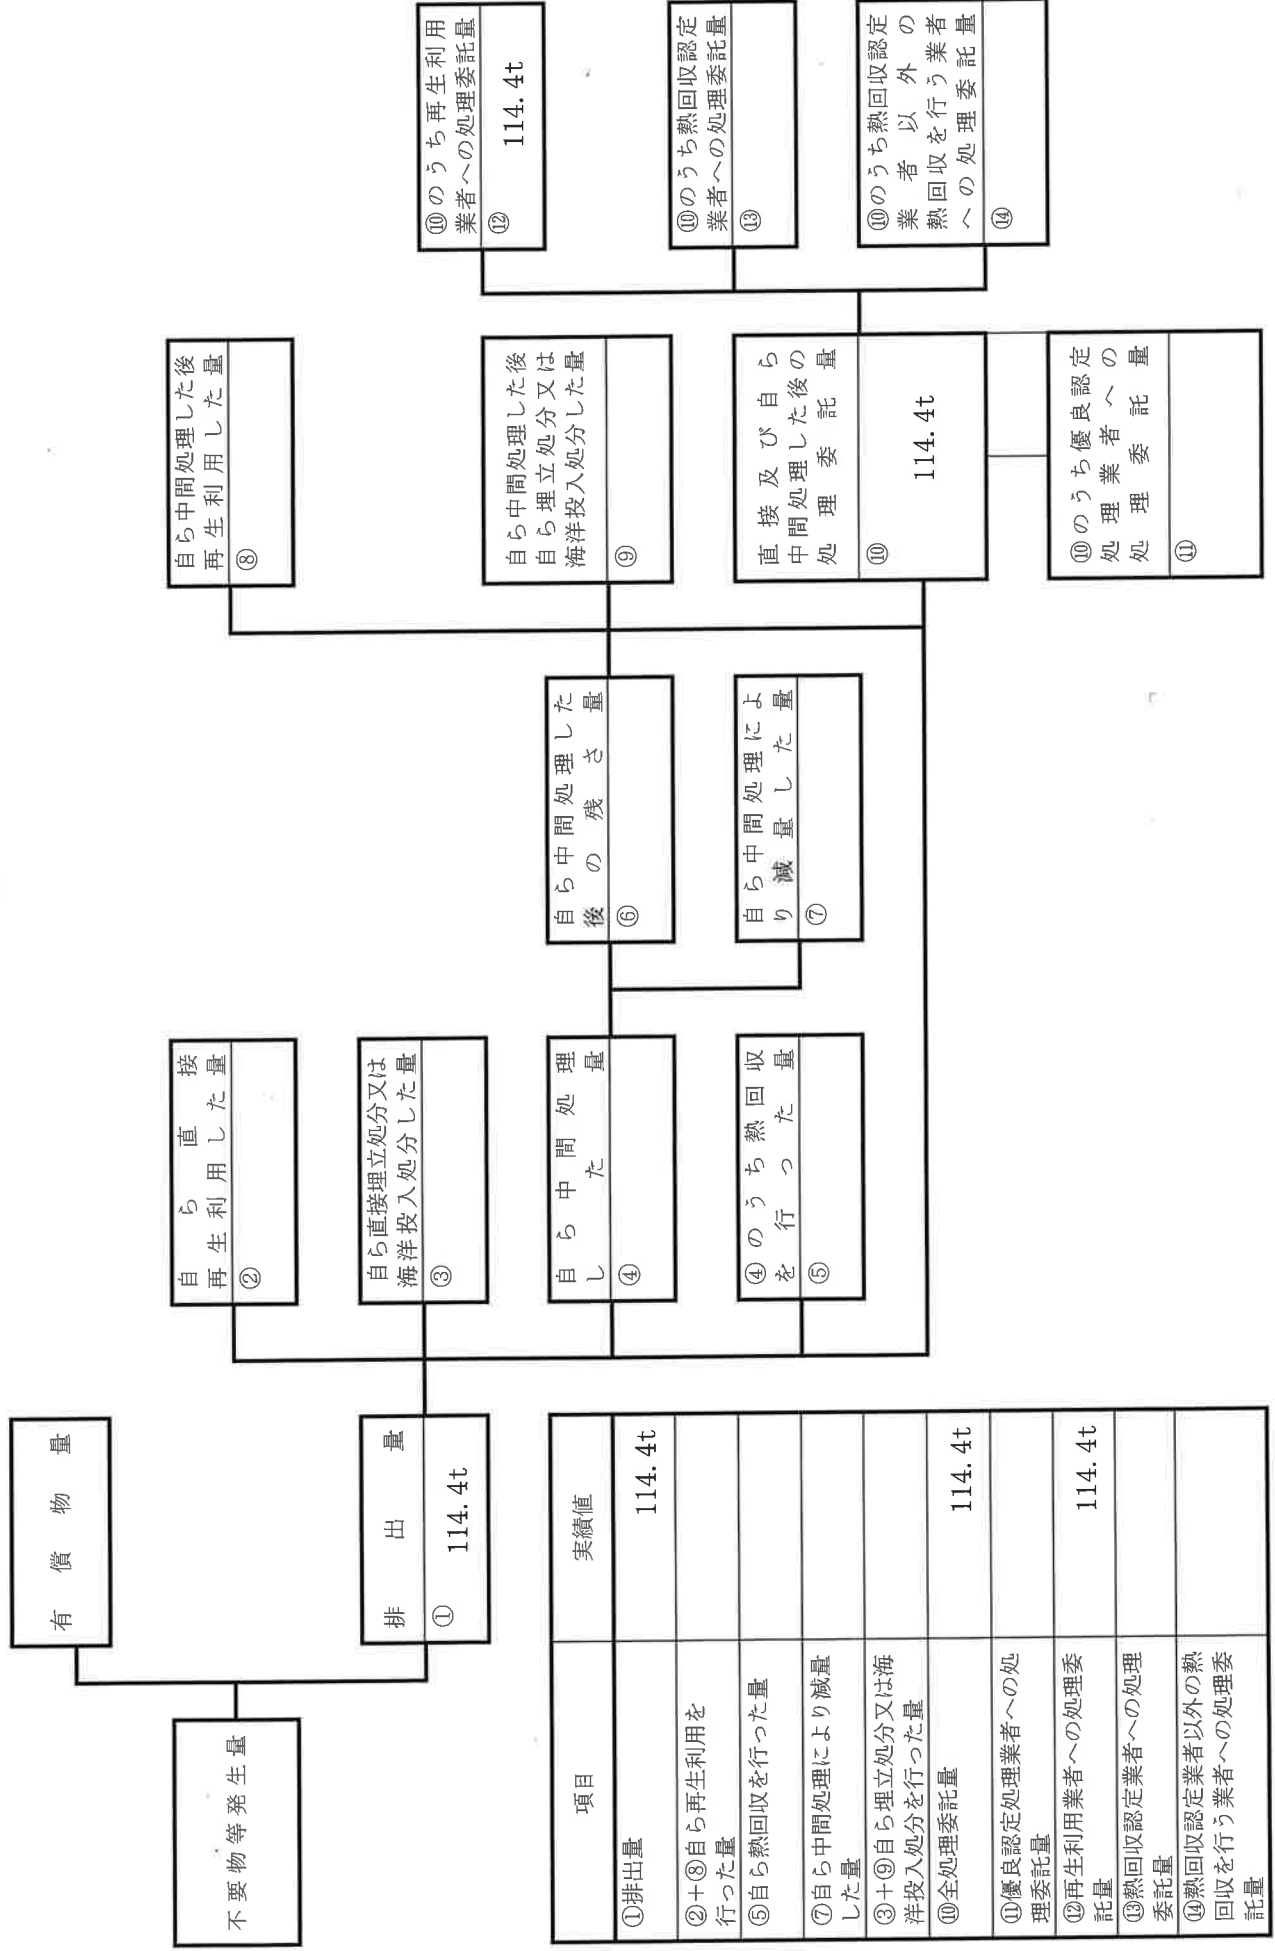 不要物等発生量
有償物量
排出量
①
114.4t
自ら直接
再生利用した量
②
自ら直接埋立処分又は
海洋投入処分した量
③
自ら中間処理
した量
④
④のうち熱回収
を行った量
⑤
自ら中間処理した
後の残さ量
⑥
自ら中間処理によ
り減量した量
⑦
自ら中間処理した後
再生利用した量
⑧
自ら中間処理した後
自ら埋立処分又は
海洋投入処分した量
⑨
直接及び自ら
中間処理した後の
処理委託量
⑩
114.4t
⑩のうち優良認定
処理業者への
処理委託量
⑪
⑩のうち再生利用
業者への処理委託量
⑫
114.4t
⑩のうち熱回収認定
業者への処理委託量
⑬
⑩のうち熱回収認定
業者以外の
熱回収を行う業者
への処理委託量
⑭
項目
実績値
①排出量
114.4t
②+⑧自ら再生利用を
行った量
⑤自ら熱回収を行った量
⑦自ら中間処理により減量
した量
③+⑨自ら埋立処分又は海
洋投入処分を行った量
⑩全処理委託量
114.4t
⑪優良認定処理業者への処
理委託量
⑫再生利用業者への処理委
託量
114.4t
⑬熱回収認定業者への処理
委託量
⑭熱回収認定業者以外の熱
回収を行う業者への処理委
託量